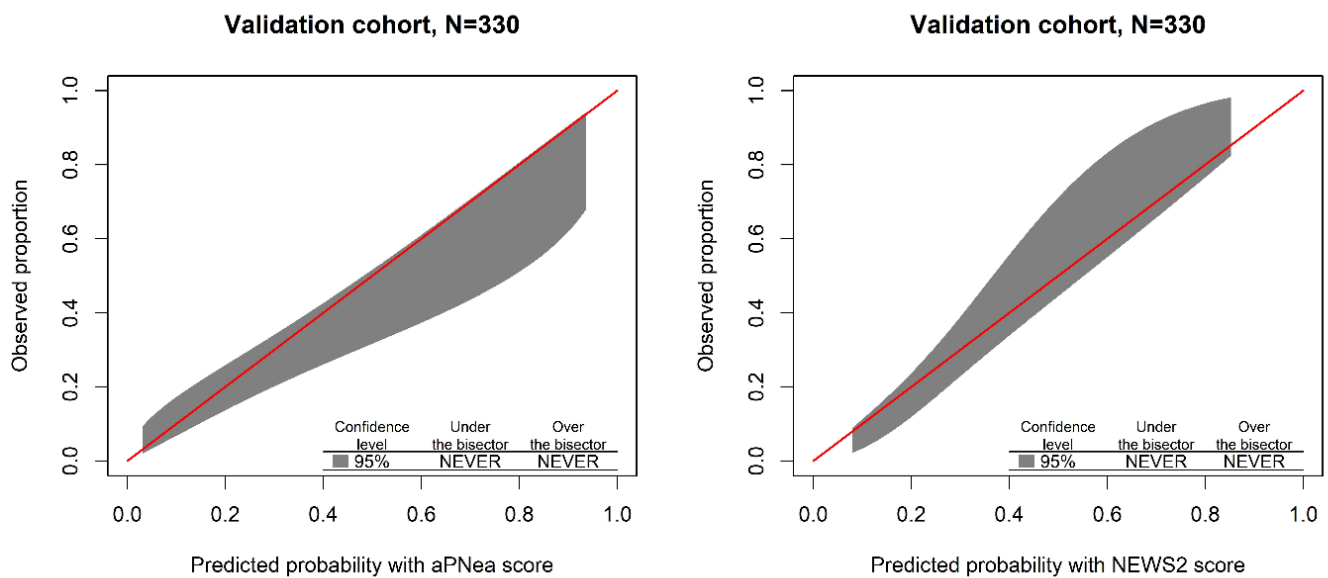 Validation cohort, N=330
Observed proportion
1.0
0.8
0.6
0.4
0.2
0.0
Confidence level Under the bisector Over the bisector
95% NEVER NEVER
0.0 0.2 0.4 0.6 0.8 1.0
Predicted probability with aPNea score
Validation cohort, N=330
Observed proportion
1.0
0.8
0.6
0.4
0.2
0.0
Confidence level Under the bisector Over the bisector
95% NEVER NEVER
0.0 0.2 0.4 0.6 0.8 1.0
Predicted probability with NEWS2 score